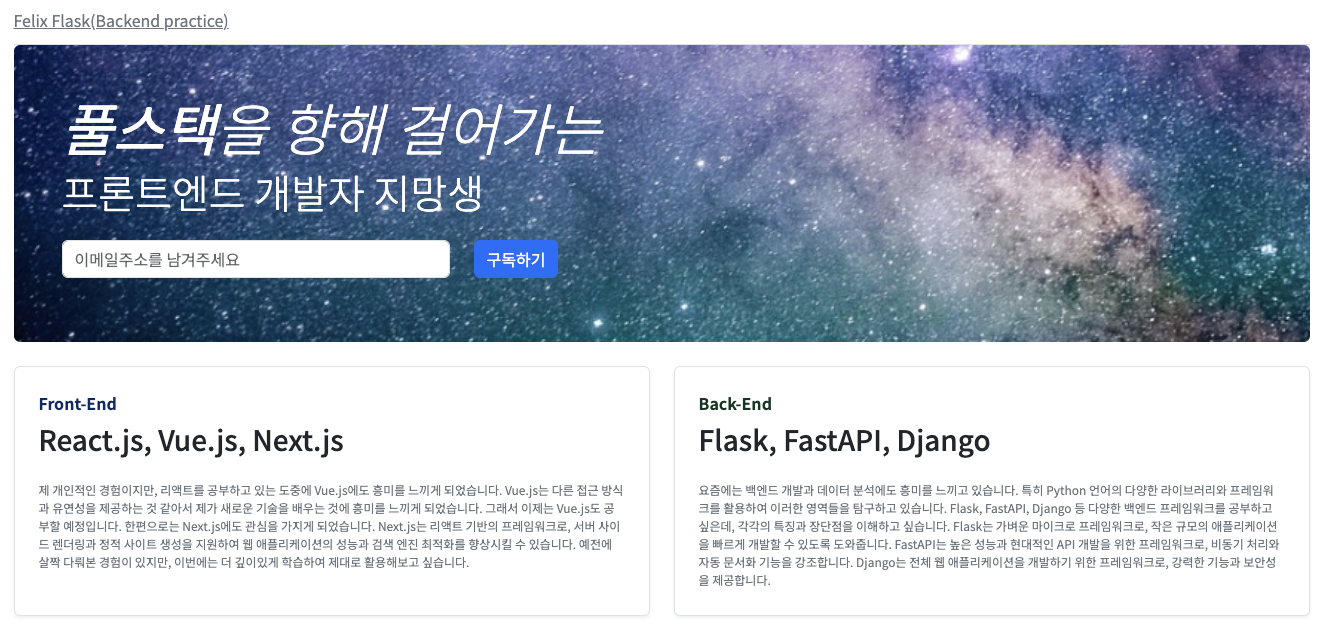 Felix Flask(Backend practice)
풀스택을 향해 걸어가는
프론트엔드 개발자 지망생
이메일주소를 남겨주세요
구독하기
Front-End
React.js, Vue.js, Next.js
제 개인적인 경험이지만, 리액트를 공부하고 있는 도중에 Vue.js에도 흥미를 느끼게 되었습니다. Vue.js는 다른 접근 방식
과 유연성을 제공하는 것 같아서 제가 새로운 기술을 배우는 것에 흥미를 느끼게 되었습니다. 그래서 이제는 Vue.js도 공
부할 예정입니다. 한편으로는 Next.js에도 관심을 가지게 되었습니다. Next.js는 리액트 기반의 프레임워크로, 서버 사이
드 렌더링과 정적 사이트 생성을 지원하여 웹 애플리케이션의 성능과 검색 엔진 최적화를 향상시킬 수 있습니다. 예전에
살짝 다뤄본 경험이 있지만, 이번에는 더 깊이있게 학습하여 제대로 활용해보고 싶습니다.
Back-End
Flask, FastAPI, Django
요즘에는 백엔드 개발과 데이터 분석에도 흥미를 느끼고 있습니다. 특히 Python 언어의 다양한 라이브러리와 프레임워
크를 활용하여 이러한 영역들을 탐구하고 있습니다. Flask, FastAPI, Django 등 다양한 백엔드 프레임워크를 공부하고
싶은데, 각각의 특징과 장단점을 이해하고 싶습니다. Flask는 가벼운 마이크로 프레임워크로, 작은 규모의 애플리케이션
을 빠르게 개발할 수 있도록 도와줍니다. FastAPI는 높은 성능과 현대적인 API 개발을 위한 프레임워크로, 비동기 처리와
자동 문서화 기능을 강조합니다. Django는 전체 웹 애플리케이션을 개발하기 위한 프레임워크로, 강력한 기능과 보안성
을 제공합니다.